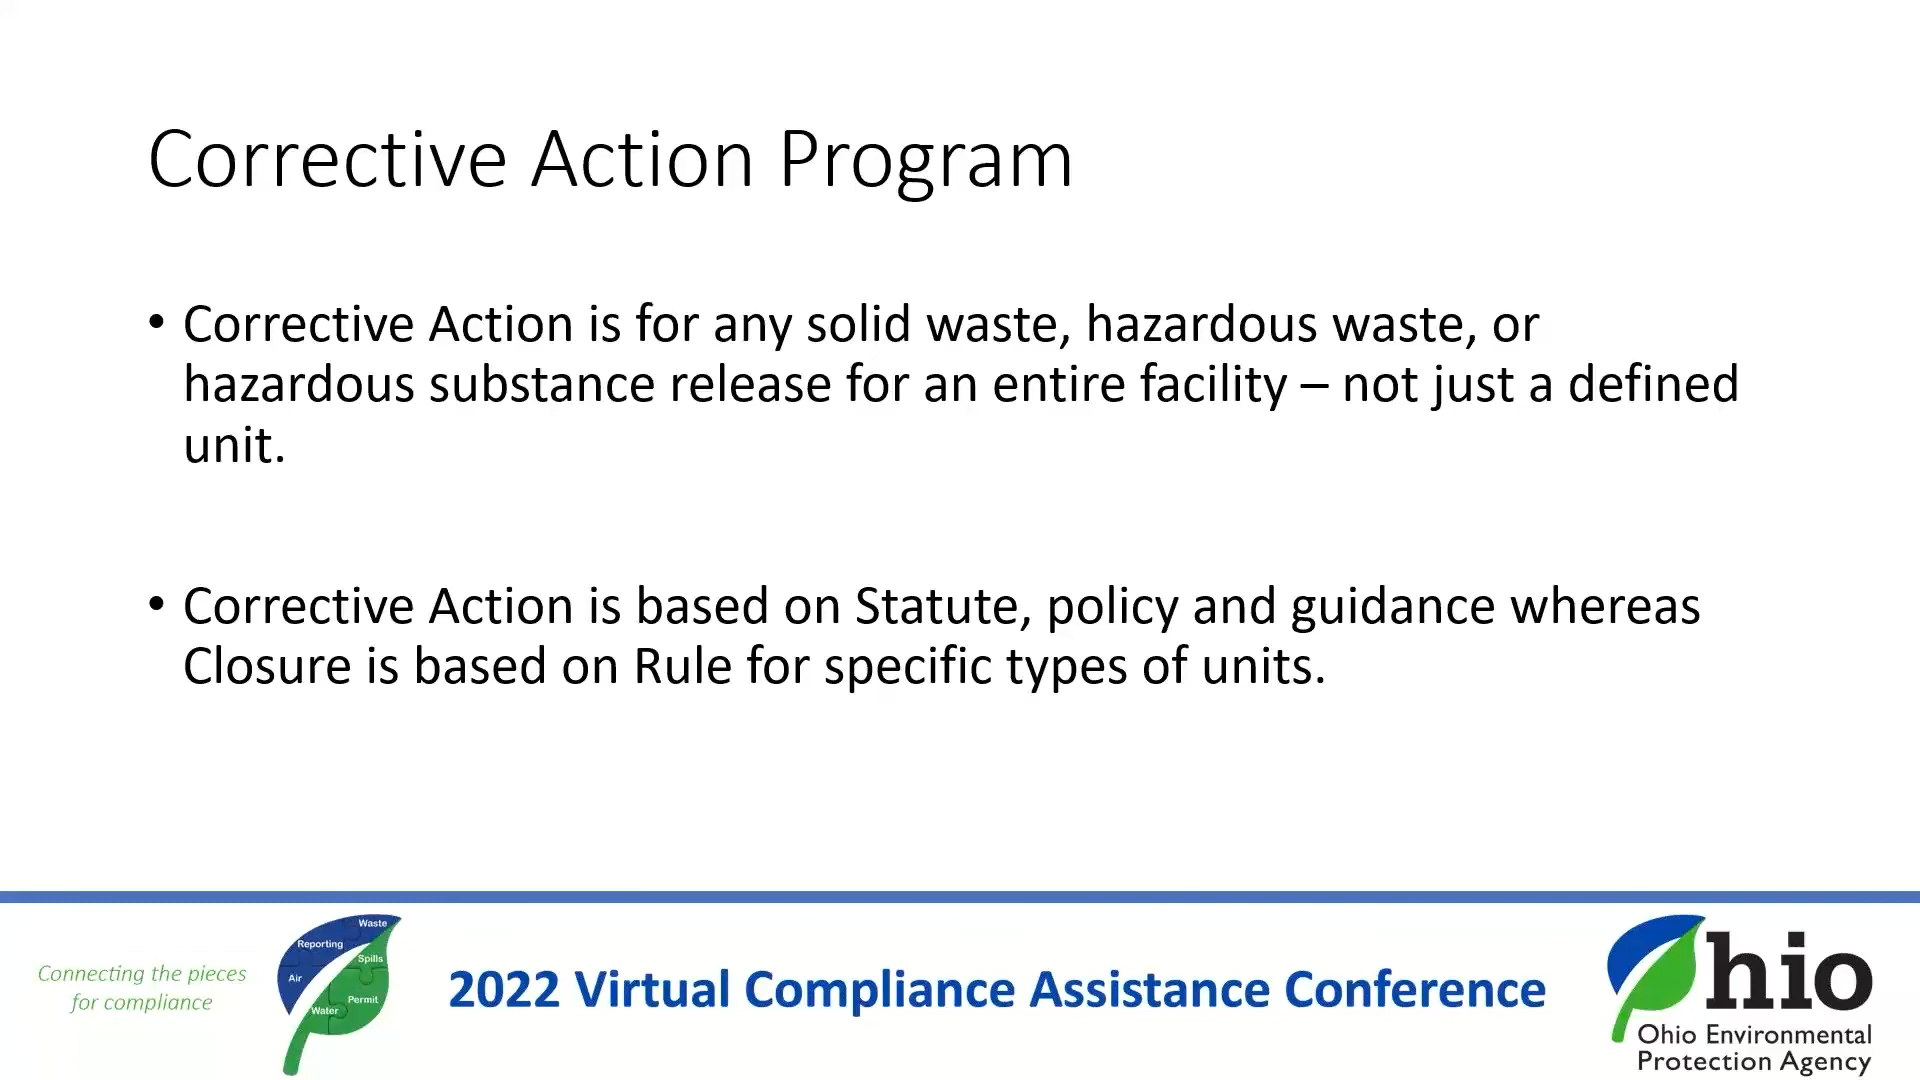 Corrective Action Program
• Corrective Action is for any solid waste, hazardous waste, or
hazardous substance release for an entire facility – not just a defined
unit.
• Corrective Action is based on Statute, policy and guidance whereas
Closure is based on Rule for specific types of units.
Connecting the pieces
for compliance
Waste
Reporting
Spills
Air
Permit
Water
2022 Virtual Compliance Assistance Conference
hio
Ohio Environmental
Protection Agency